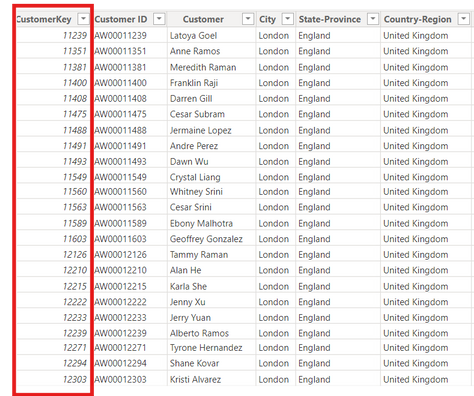 CustomerKey Customer ID Customer City State-Province Country-Region
11239 AW00011239 Latoya Goel London England United Kingdom
11351 AW00011351 Anne Ramos London England United Kingdom
11381 AW00011381 Meredith Raman London England United Kingdom
11400 AW00011400 Franklin Raji London England United Kingdom
11408 AW00011408 Darren Gill London England United Kingdom
11475 AW00011475 Cesar Subram London England United Kingdom
11488 AW00011488 Jermaine Lopez London England United Kingdom
11491 AW00011491 Andre Perez London England United Kingdom
11493 AW00011493 Dawn Wu London England United Kingdom
11549 AW00011549 Crystal Liang London England United Kingdom
11560 AW00011560 Whitney Srini London England United Kingdom
11563 AW00011563 Cesar Srini London England United Kingdom
11589 AW00011589 Ebony Malhotra London England United Kingdom
11603 AW00011603 Geoffrey Gonzalez London England United Kingdom
12126 AW00012126 Tammy Raman London England United Kingdom
12210 AW00012210 Alan He London England United Kingdom
12215 AW00012215 Karla She London England United Kingdom
12222 AW00012222 Jenny Xu London England United Kingdom
12233 AW00012233 Jerry Yuan London England United Kingdom
12239 AW00012239 Alberto Ramos London England United Kingdom
12271 AW00012271 Tyrone Hernandez London England United Kingdom
12294 AW00012294 Shane Kovar London England United Kingdom
12303 AW00012303 Kristi Alvarez London England United Kingdom